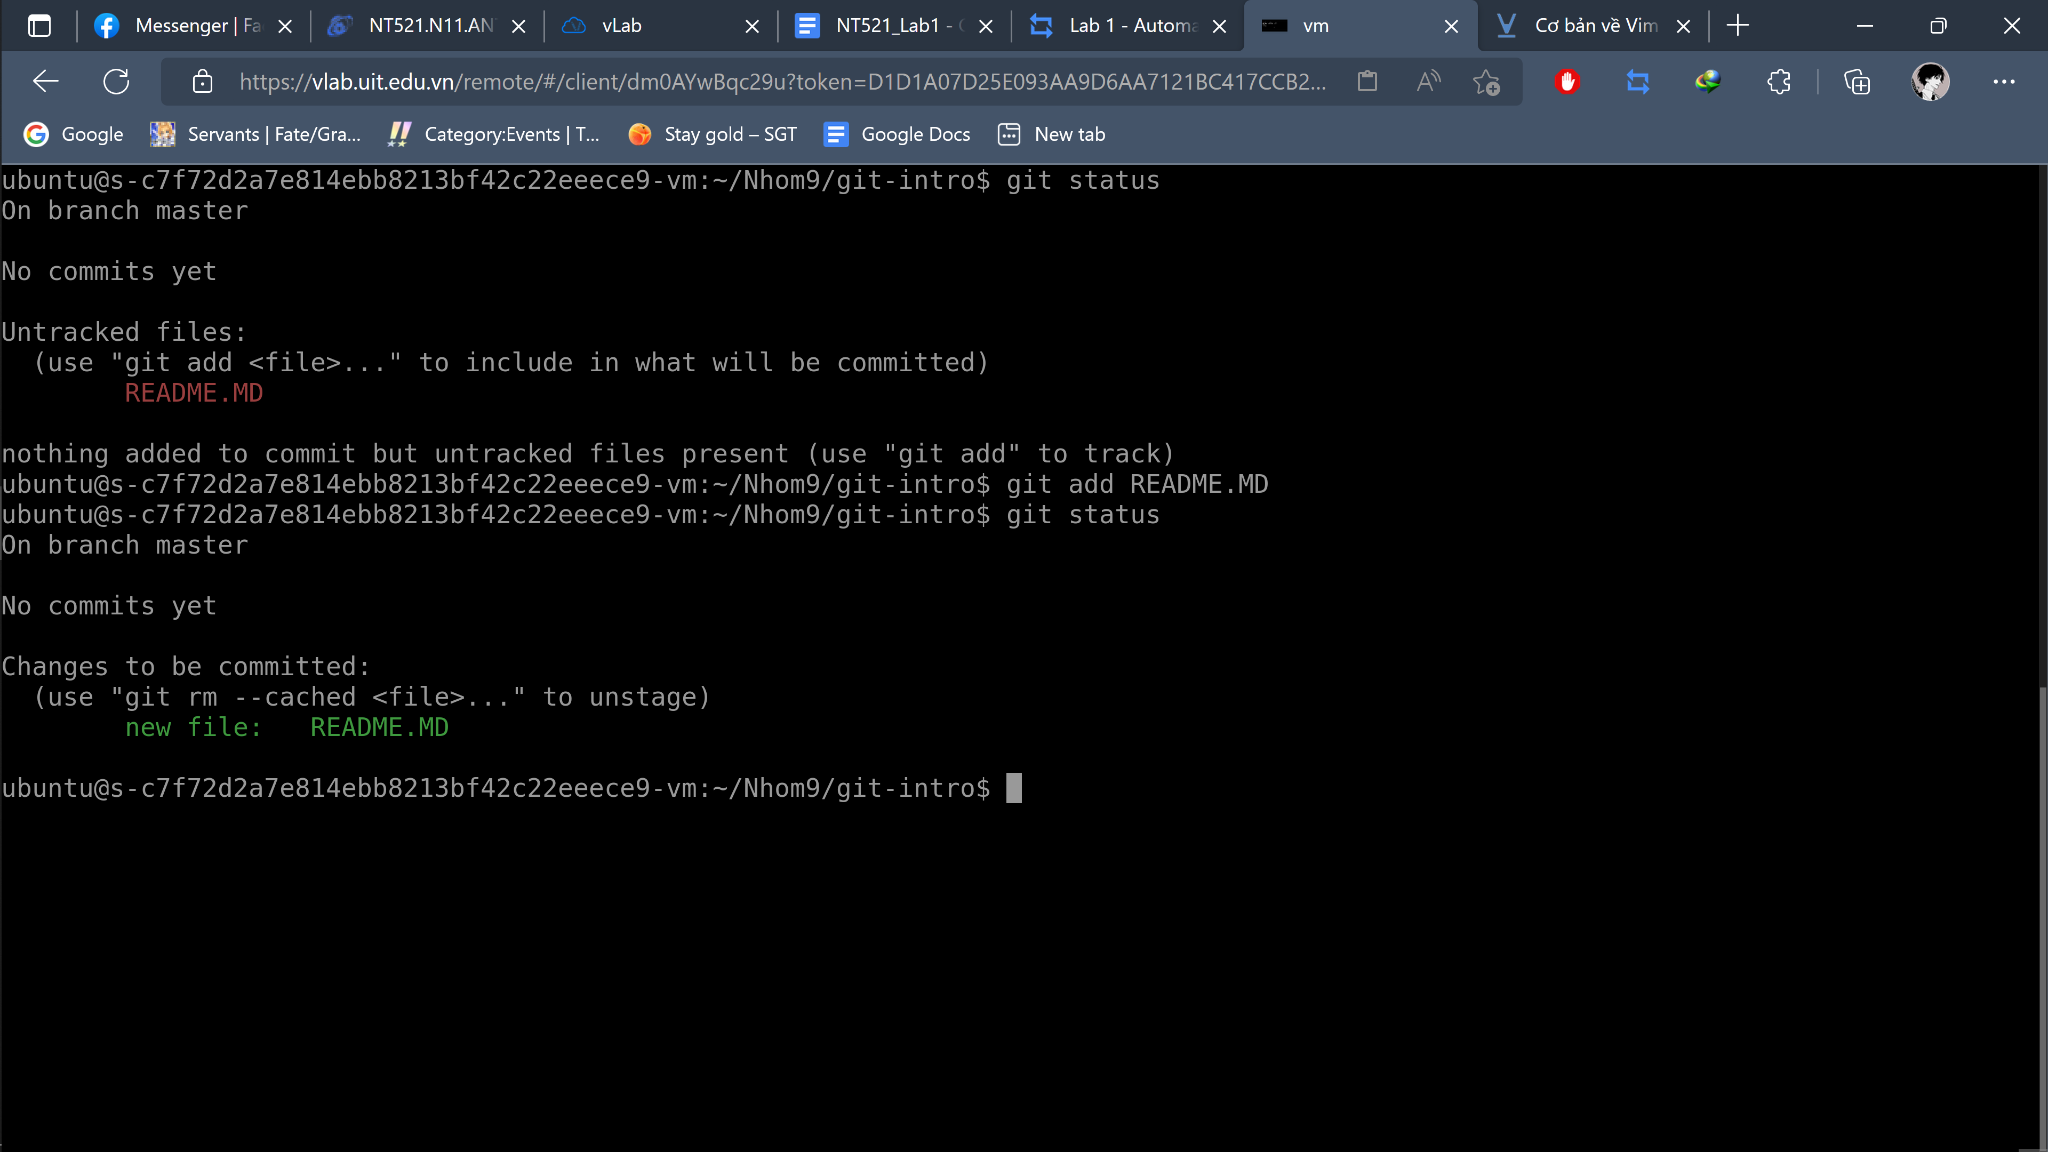 Messenger | Fa
NT521.N11.AN
vLab
NT521_Lab1 -
Lab 1 - Automa
vm
Cơ bản về Vim
https://vlab.uit.edu.vn/remote/#/client/dm0AYwBqc29u?token=D1D1A07D25E093AA9D6AA7121BC417CCB2...
Google
Servants | Fate/Gra...
Category:Events | T...
Stay gold – SGT
Google Docs
New tab
ubuntu@s-c7f72d2a7e814ebb8213bf42c22eeece9-vm:~/Nhom9/git-intro$ git status
On branch master
No commits yet
Untracked files:
  (use "git add <file>..." to include in what will be committed)
        README.MD
nothing added to commit but untracked files present (use "git add" to track)
ubuntu@s-c7f72d2a7e814ebb8213bf42c22eeece9-vm:~/Nhom9/git-intro$ git add README.MD
ubuntu@s-c7f72d2a7e814ebb8213bf42c22eeece9-vm:~/Nhom9/git-intro$ git status
On branch master
No commits yet
Changes to be committed:
  (use "git rm --cached <file>..." to unstage)
        new file:   README.MD
ubuntu@s-c7f72d2a7e814ebb8213bf42c22eeece9-vm:~/Nhom9/git-intro$